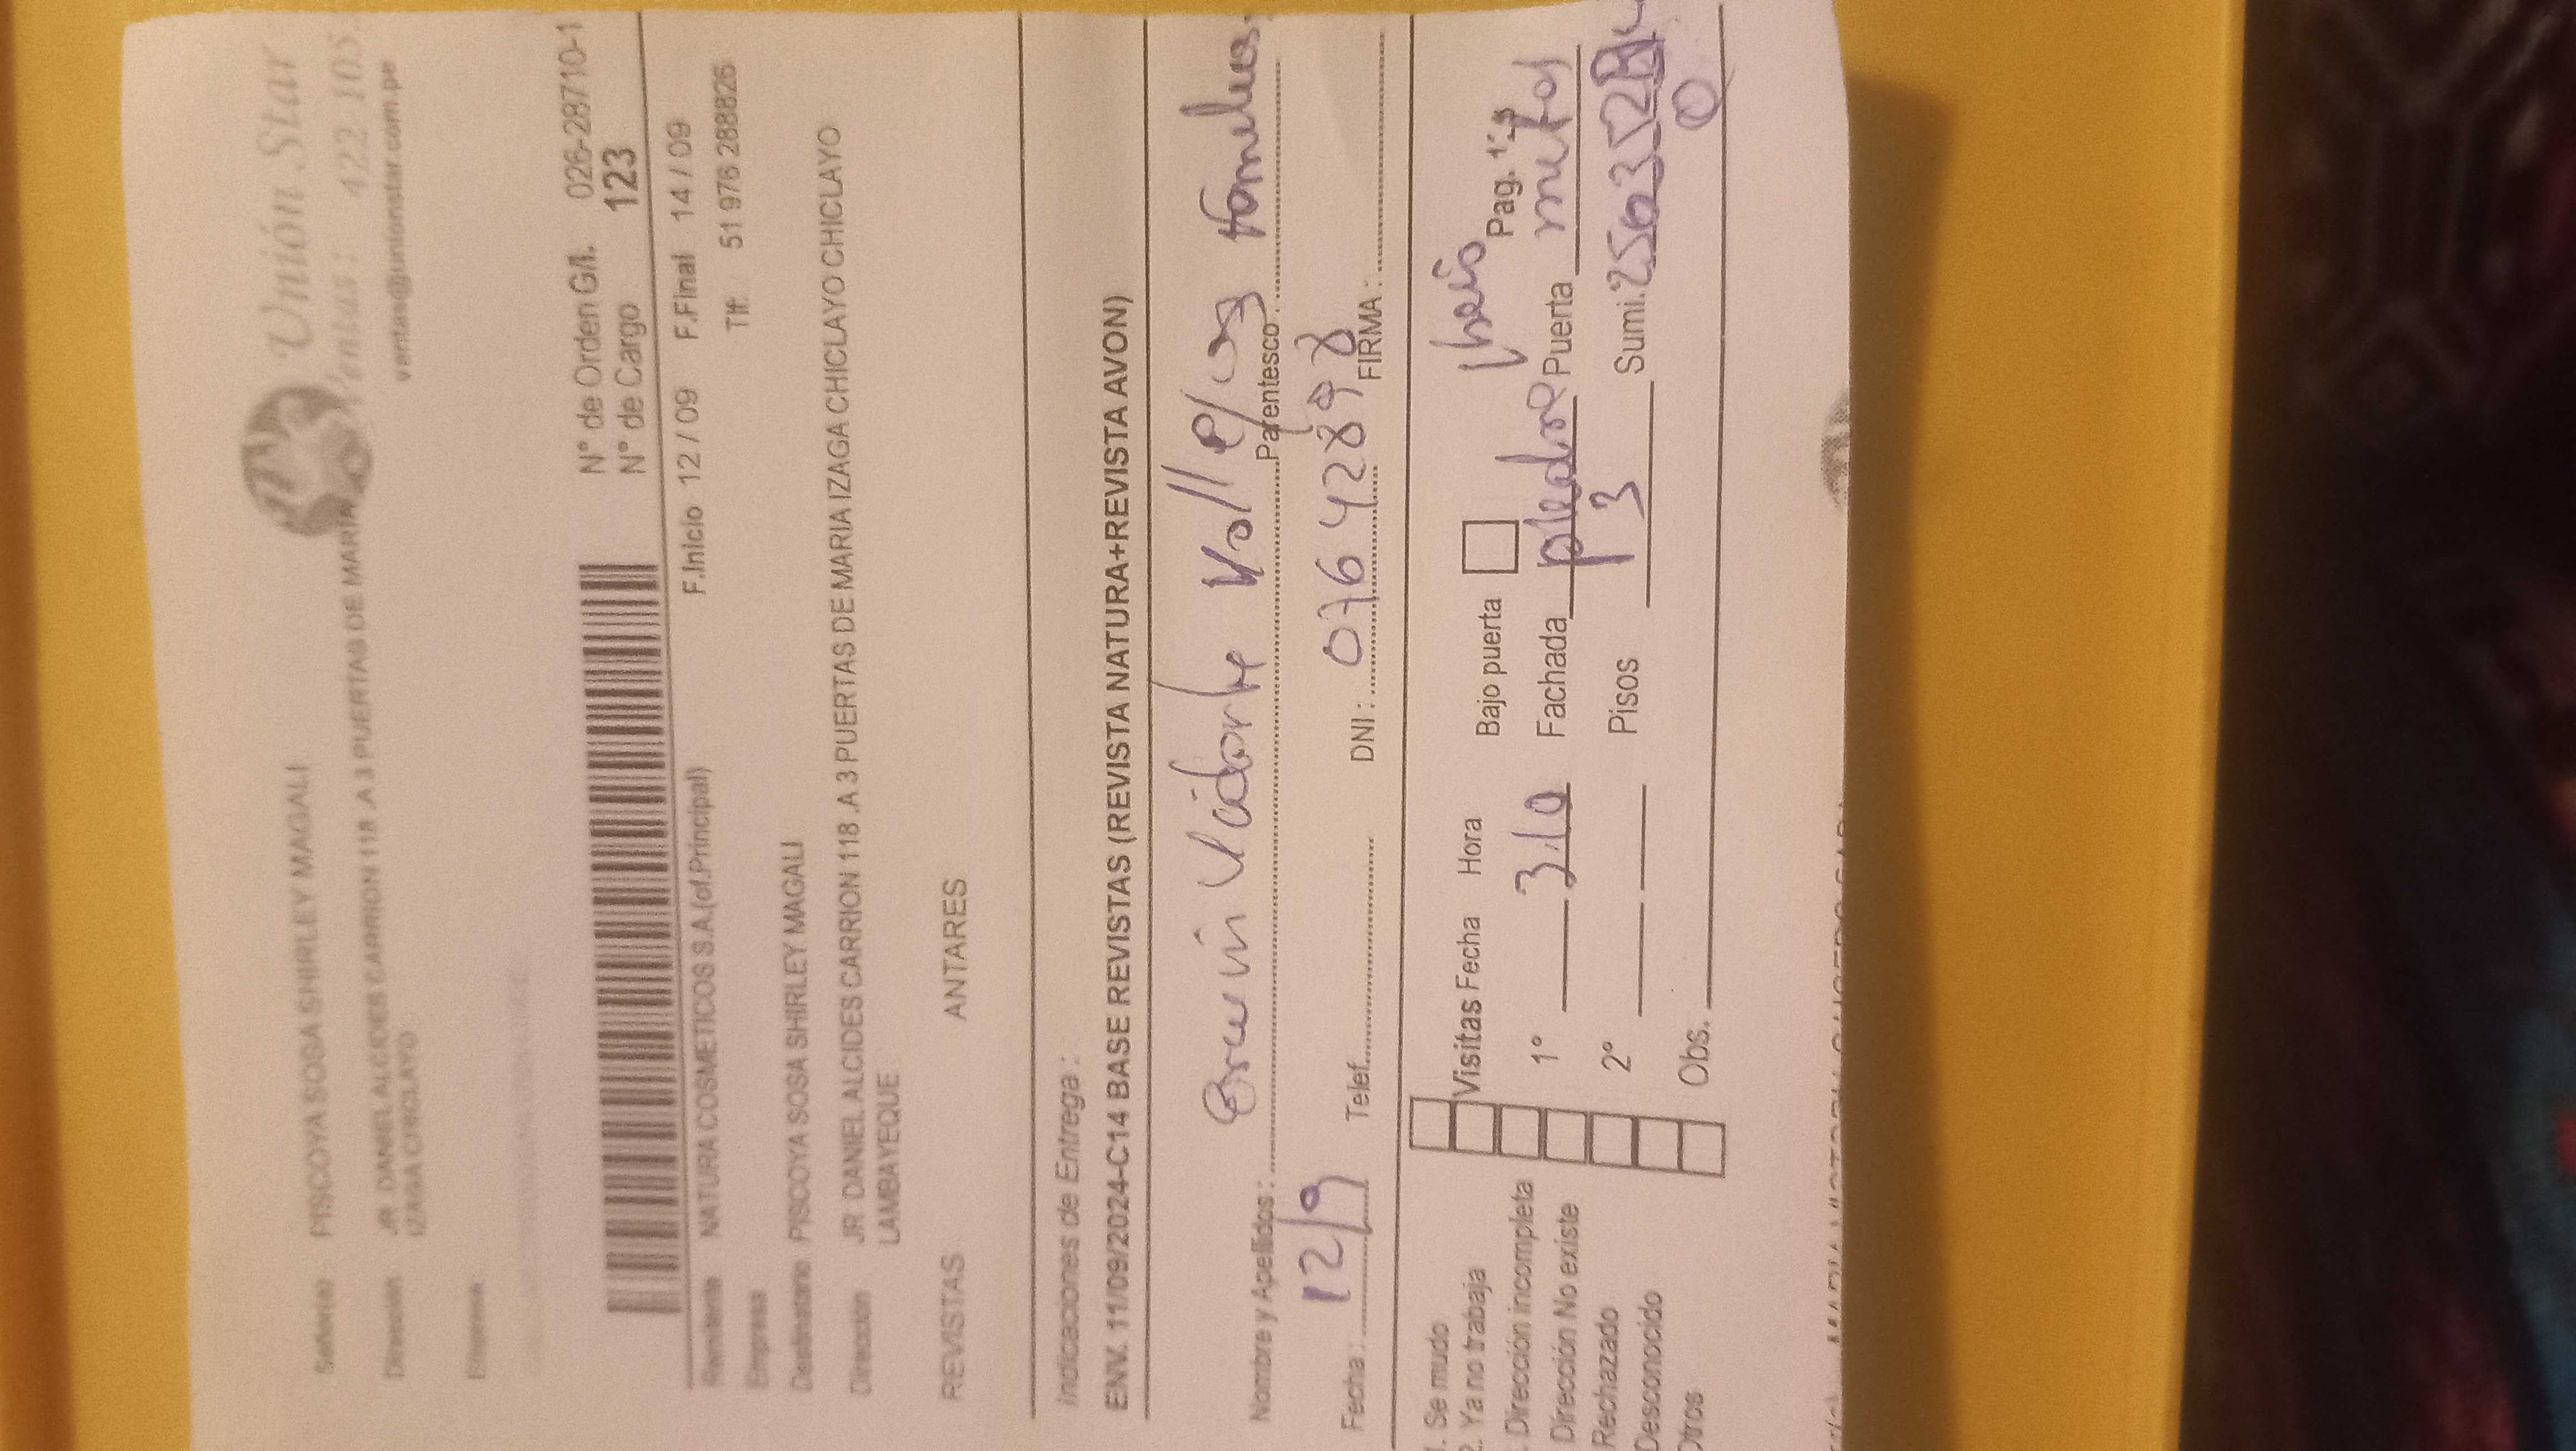 Unión Star
Ventas : 422 105
ventas@unionstar.com.pe
Señor(a) PISCOYA SOSA SHIRLEY MAGALI
Dirección JR. DANIEL ALCIDES CARRION 118 .A 3 PUERTAS DE MARIA
IZAGA CHICLAYO
Empresa
N° de Orden G/I. 026-28710-1
N° de Cargo 123
F.Inicio 12 / 09 F.Final 14 / 09
Remitente NATURA COSMETICOS S.A.(of.Principal)
Tlf: 51 976 2888826
Empresa
Destinatario PISCOYA SOSA SHIRLEY MAGALI
Dirección JR. DANIEL ALCIDES CARRION 118 .A 3 PUERTAS DE MARIA IZAGA CHICLAYO CHICLAYO CHICLAYO
LAMBAYEQUE
REVISTAS ANTARES
Indicaciones de Entrega :
ENV. 11/09/2024-C14 BASE REVISTAS (REVISTA NATURA+REVISTA AVON)
Nombre y Apellidos : Parentesco :
Fecha : 12/9 Telef. DNI : 07642898 FIRMA :
1. Se mudo
2. Ya no trabaja Visitas Fecha Hora Bajo puerta Pag. 1
. Dirección incompleta 1° 3:10 Fachada Puerta
Dirección No existe
Rechazado 2° Pisos 3 Sumi.
Desconocido
Otros Obs.